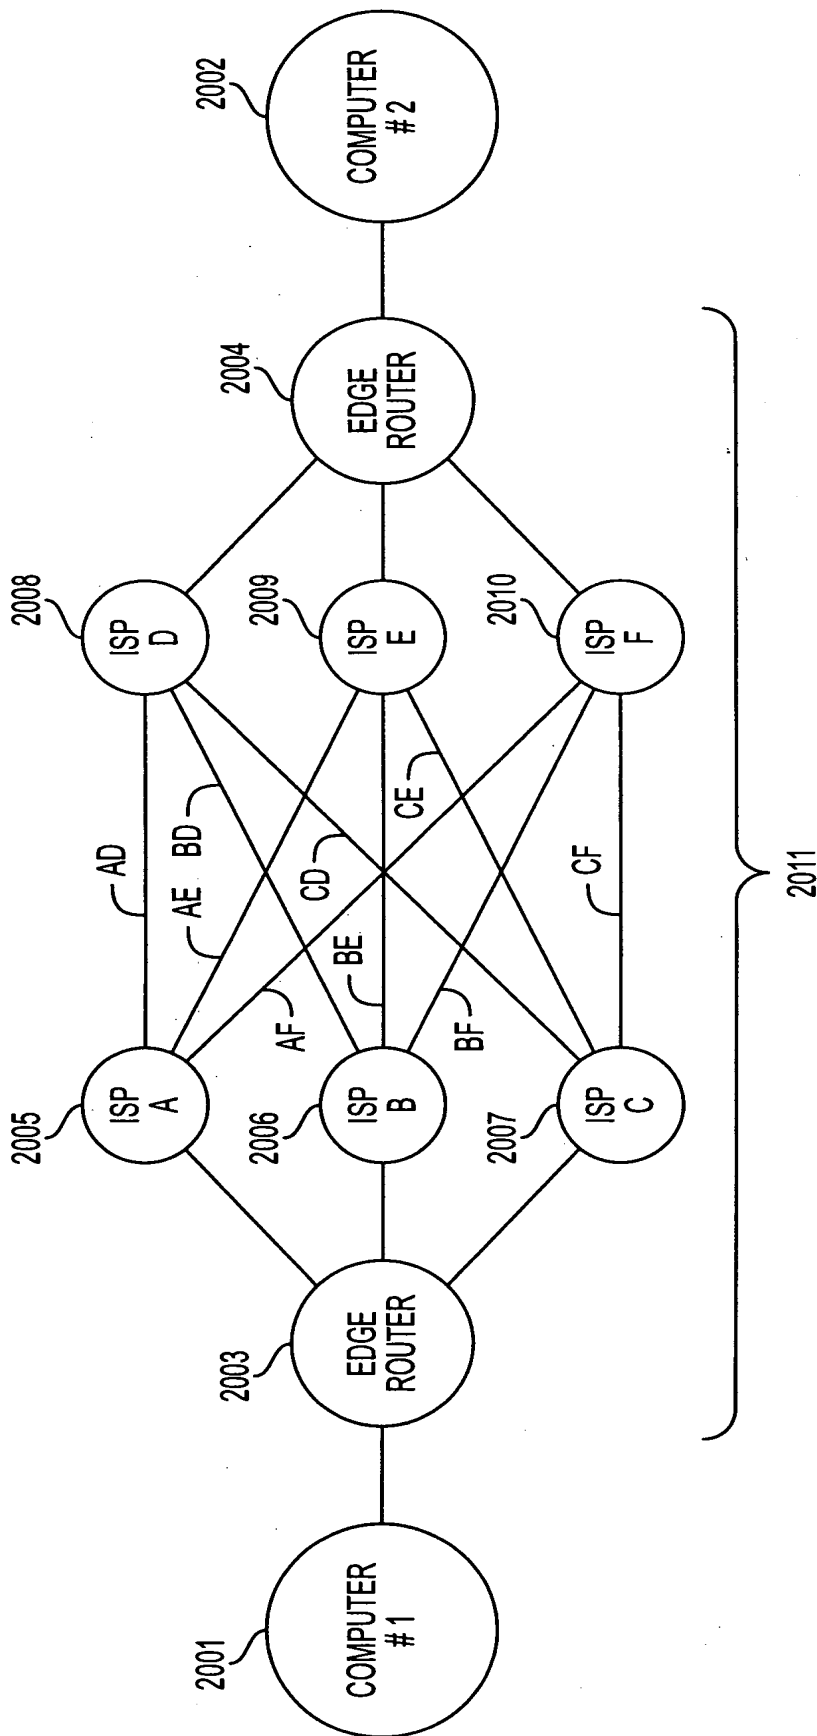 2001
COMPUTER
#1
2003
EDGE
ROUTER
2005
ISP
A
2006
ISP
B
2007
ISP
C
AD
AE
BD
AF
CD
BE
BF
CE
CF
2008
ISP
D
2009
ISP
E
2010
ISP
F
2004
EDGE
ROUTER
2002
COMPUTER
#2
2011